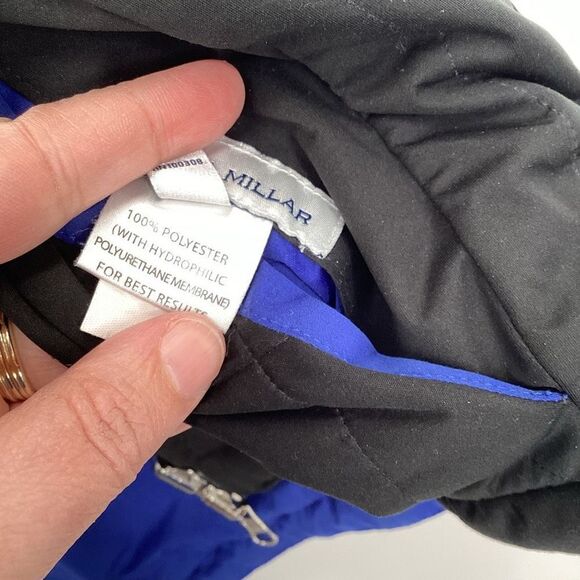 MILLAR
100% POLYESTER
(WITH HYDROPHILIC
POLYURETHANE MEMBRANE)
FOR BEST RESULTS